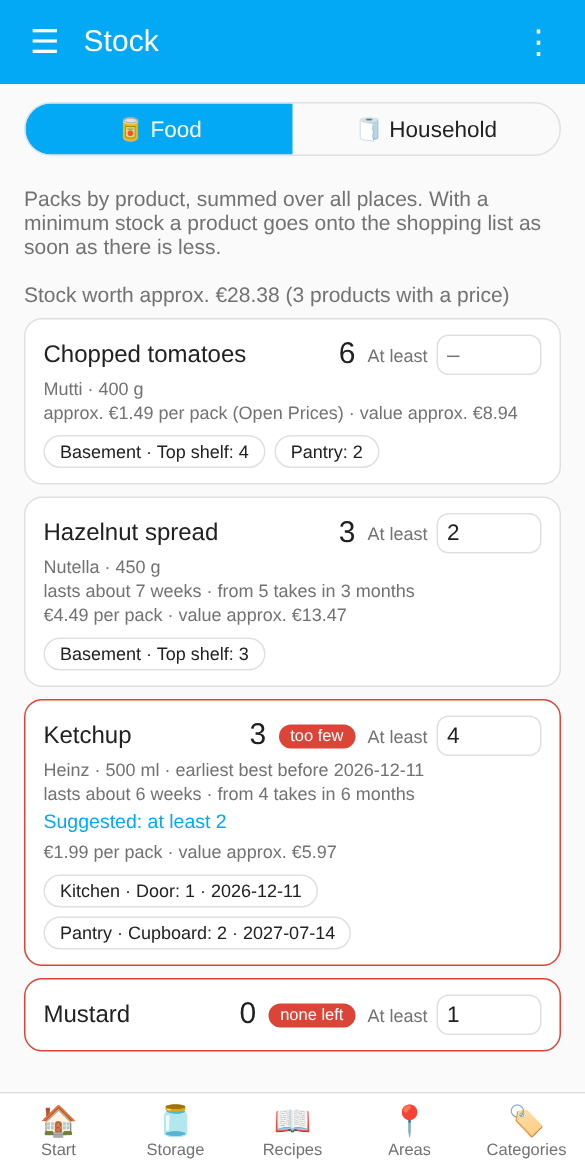 ☰ Stock ⋮
🥫 Food 🧻 Household
Packs by product, summed over all places. With a
minimum stock a product goes onto the shopping list as
soon as there is less.
Stock worth approx. €28.38 (3 products with a price)
Chopped tomatoes 6 At least –
Mutti · 400 g
approx. €1.49 per pack (Open Prices) · value approx. €8.94
Basement · Top shelf: 4 Pantry: 2
Hazelnut spread 3 At least 2
Nutella · 450 g
lasts about 7 weeks · from 5 takes in 3 months
€4.49 per pack · value approx. €13.47
Basement · Top shelf: 3
Ketchup 3 too few At least 4
Heinz · 500 ml · earliest best before 2026-12-11
lasts about 6 weeks · from 4 takes in 6 months
Suggested: at least 2
€1.99 per pack · value approx. €5.97
Kitchen · Door: 1 · 2026-12-11
Pantry · Cupboard: 2 · 2027-07-14
Mustard 0 none left At least 1
Start Storage Recipes Areas Categories